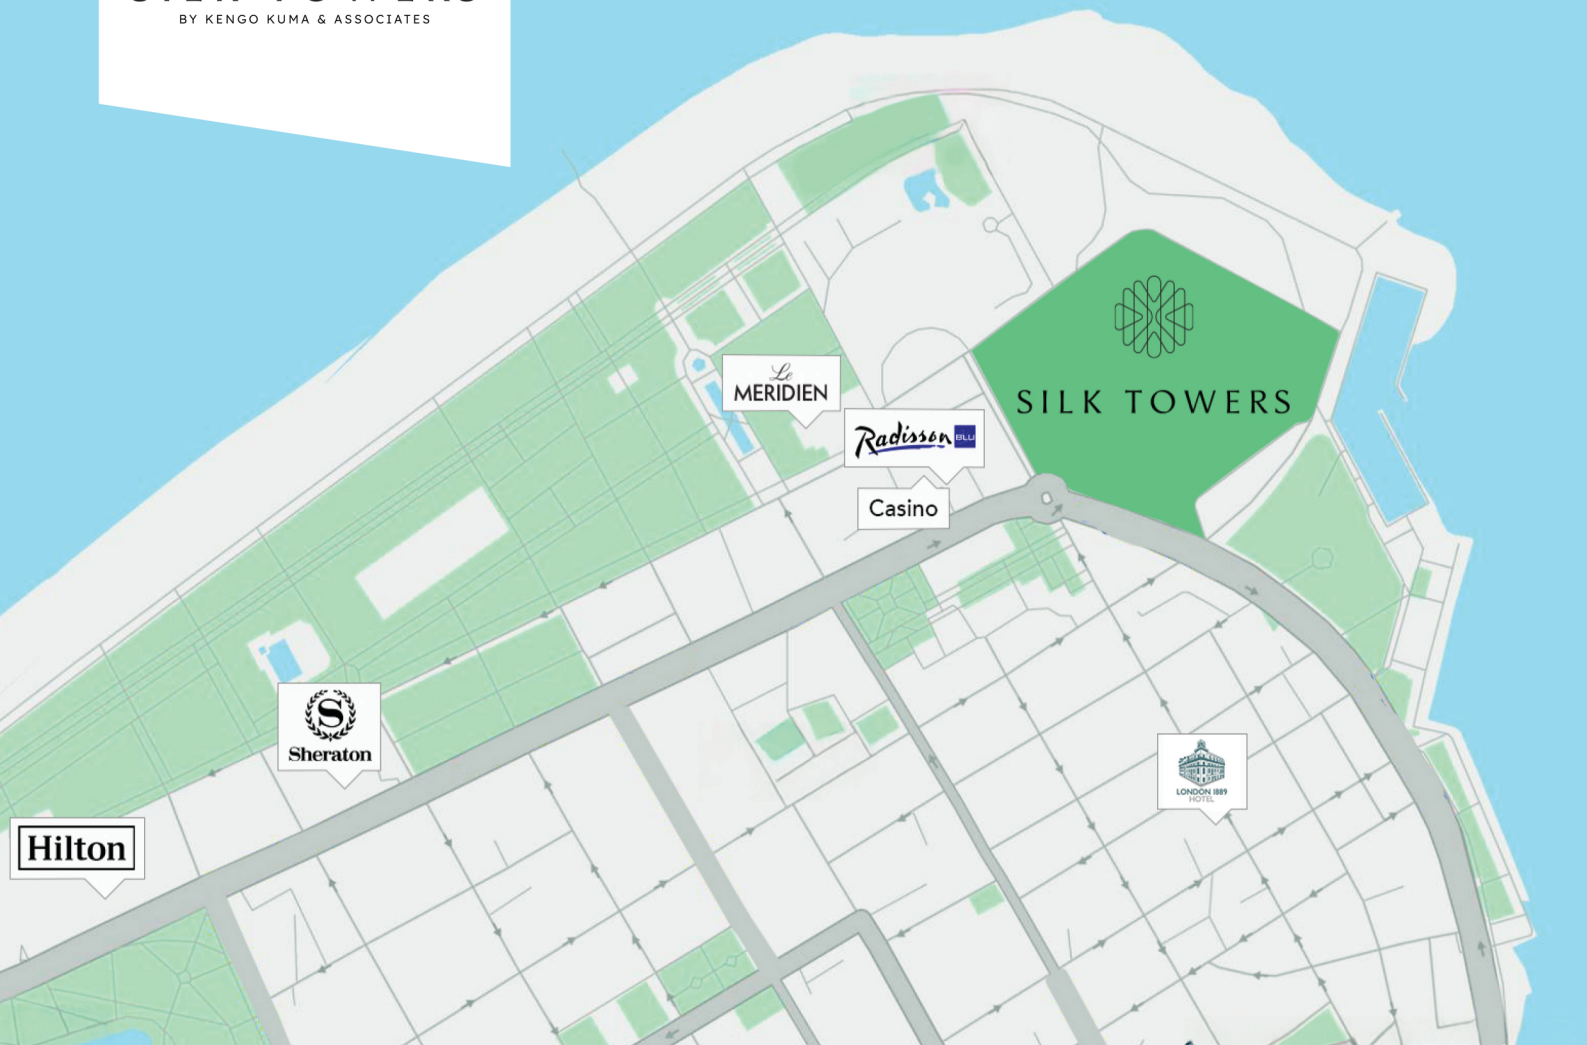 BY KENGO KUMA & ASSOCIATES
SILK TOWERS
Le
MERIDIEN
Radisson BLU
Casino
S
Sheraton
LONDON 1889
HOTEL
Hilton